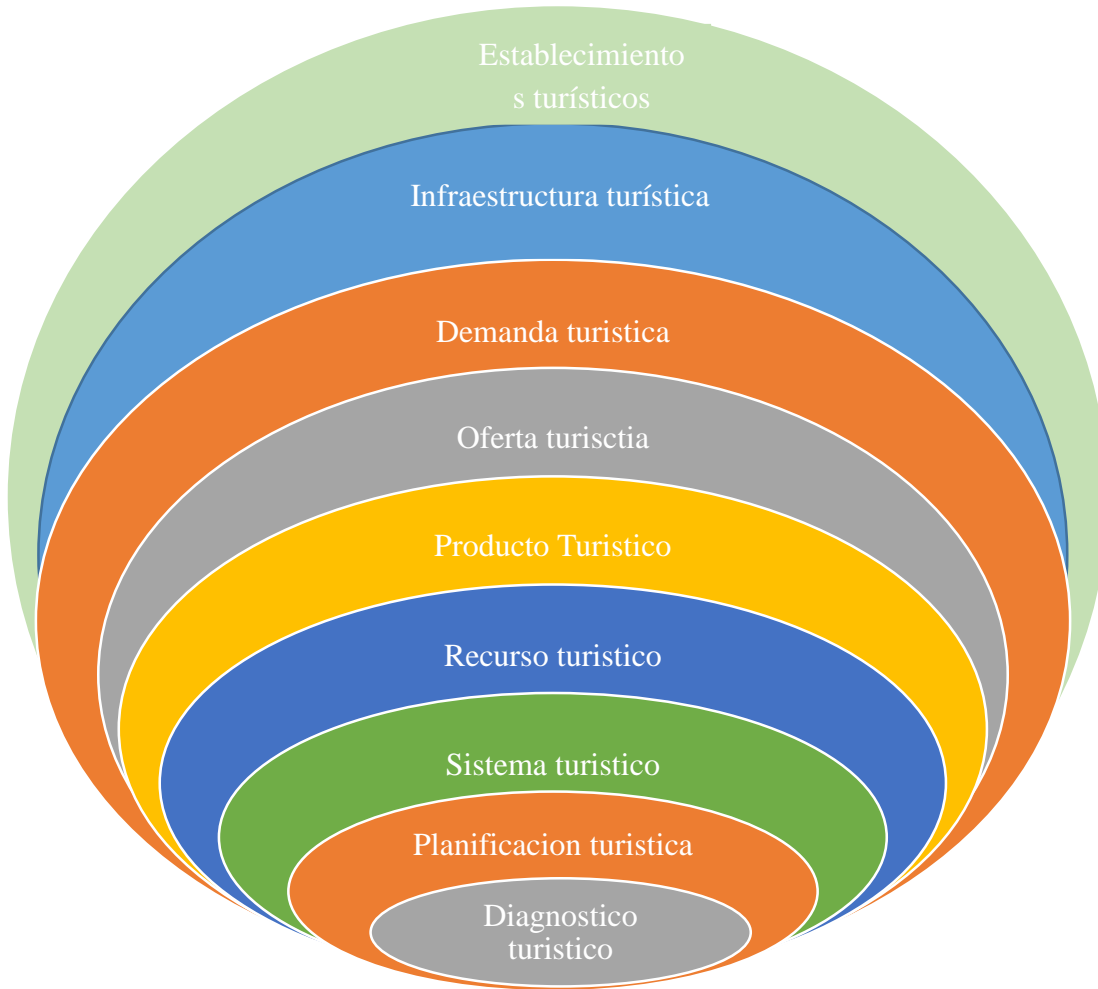 Establecimiento
s turísticos
Infraestructura turística
Demanda turistica
Oferta turisctia
Producto Turistico
Recurso turistico
Sistema turistico
Planificacion turistica
Diagnostico
turistico